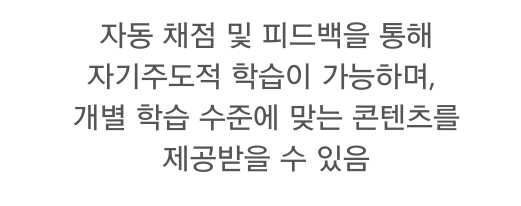 자동 채점 및 피드백을 통해
자기주도적 학습이 가능하며,
개별 학습 수준에 맞는 콘텐츠를
제공받을 수 있음